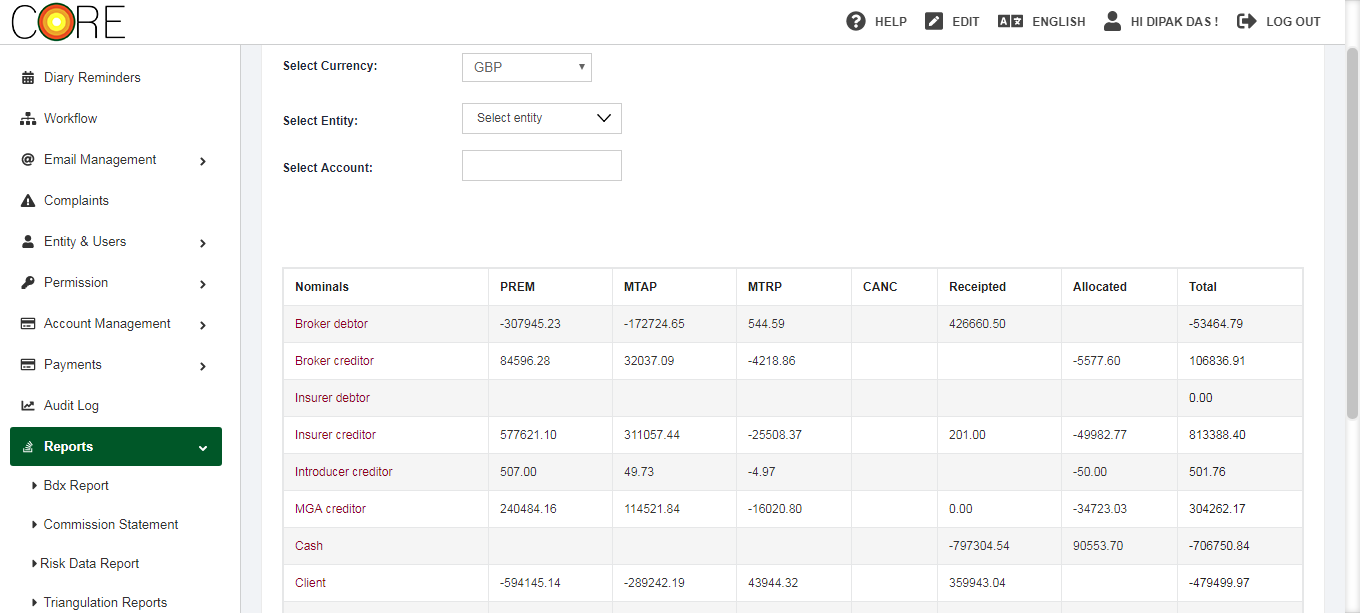 CORE
HELP EDIT ENGLISH HI DIPAK DAS ! LOG OUT
Diary Reminders
Workflow
Email Management
Complaints
Entity & Users
Permission
Account Management
Payments
Audit Log
Reports
Bdx Report
Commission Statement
Risk Data Report
Triangulation Reports
Select Currency: GBP
Select Entity: Select entity
Select Account:
Nominals PREM MTAP MTRP CANC Receipted Allocated Total
Broker debtor -307945.23 -172724.65 544.59 426660.50 -53464.79
Broker creditor 84596.28 32037.09 -4218.86 -5577.60 106836.91
Insurer debtor 0.00
Insurer creditor 577621.10 311057.44 -25508.37 201.00 -49982.77 813388.40
Introducer creditor 507.00 49.73 -4.97 -50.00 501.76
MGA creditor 240484.16 114521.84 -16020.80 0.00 -34723.03 304262.17
Cash -797304.54 90553.70 -706750.84
Client -594145.14 -289242.19 43944.32 359943.04 -479499.97